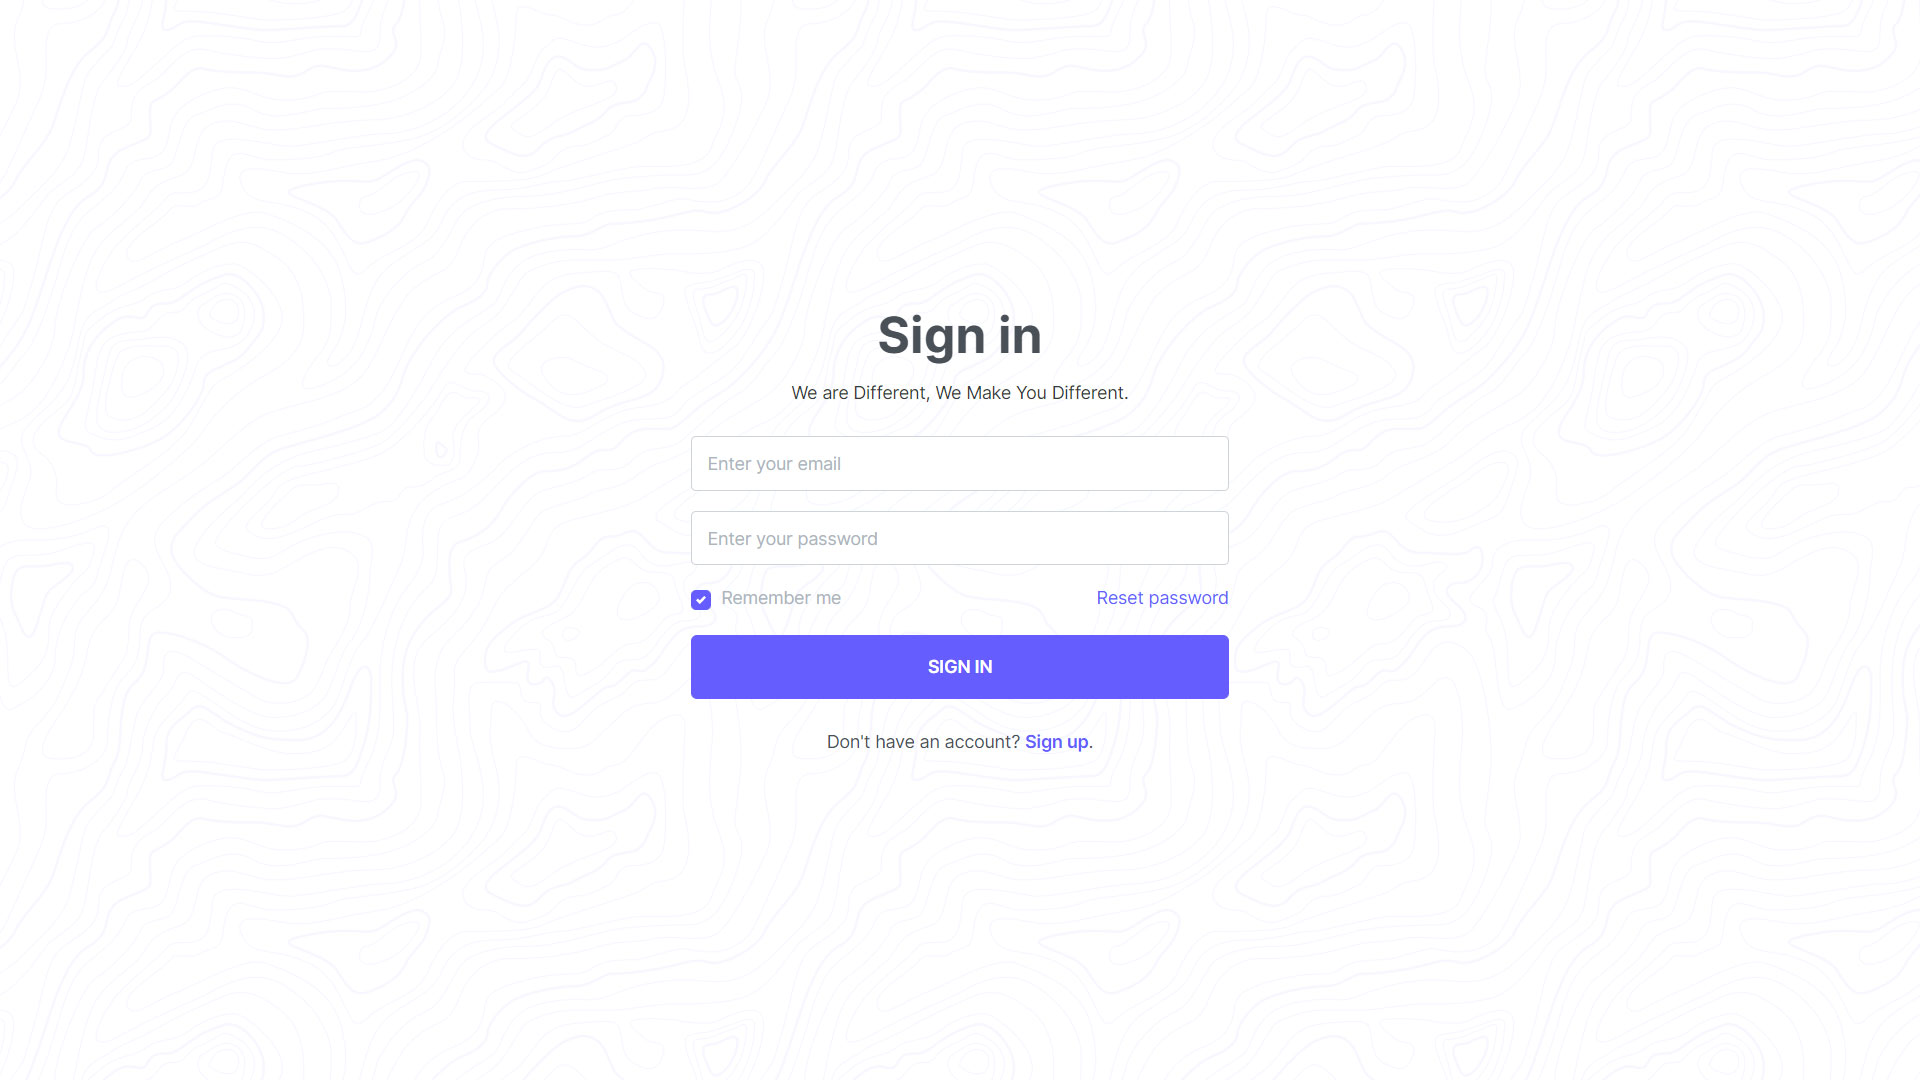 Sign in
We are Different, We Make You Different.
Enter your email
Enter your password
Remember me
Reset password
SIGN IN
Don't have an account? Sign up.